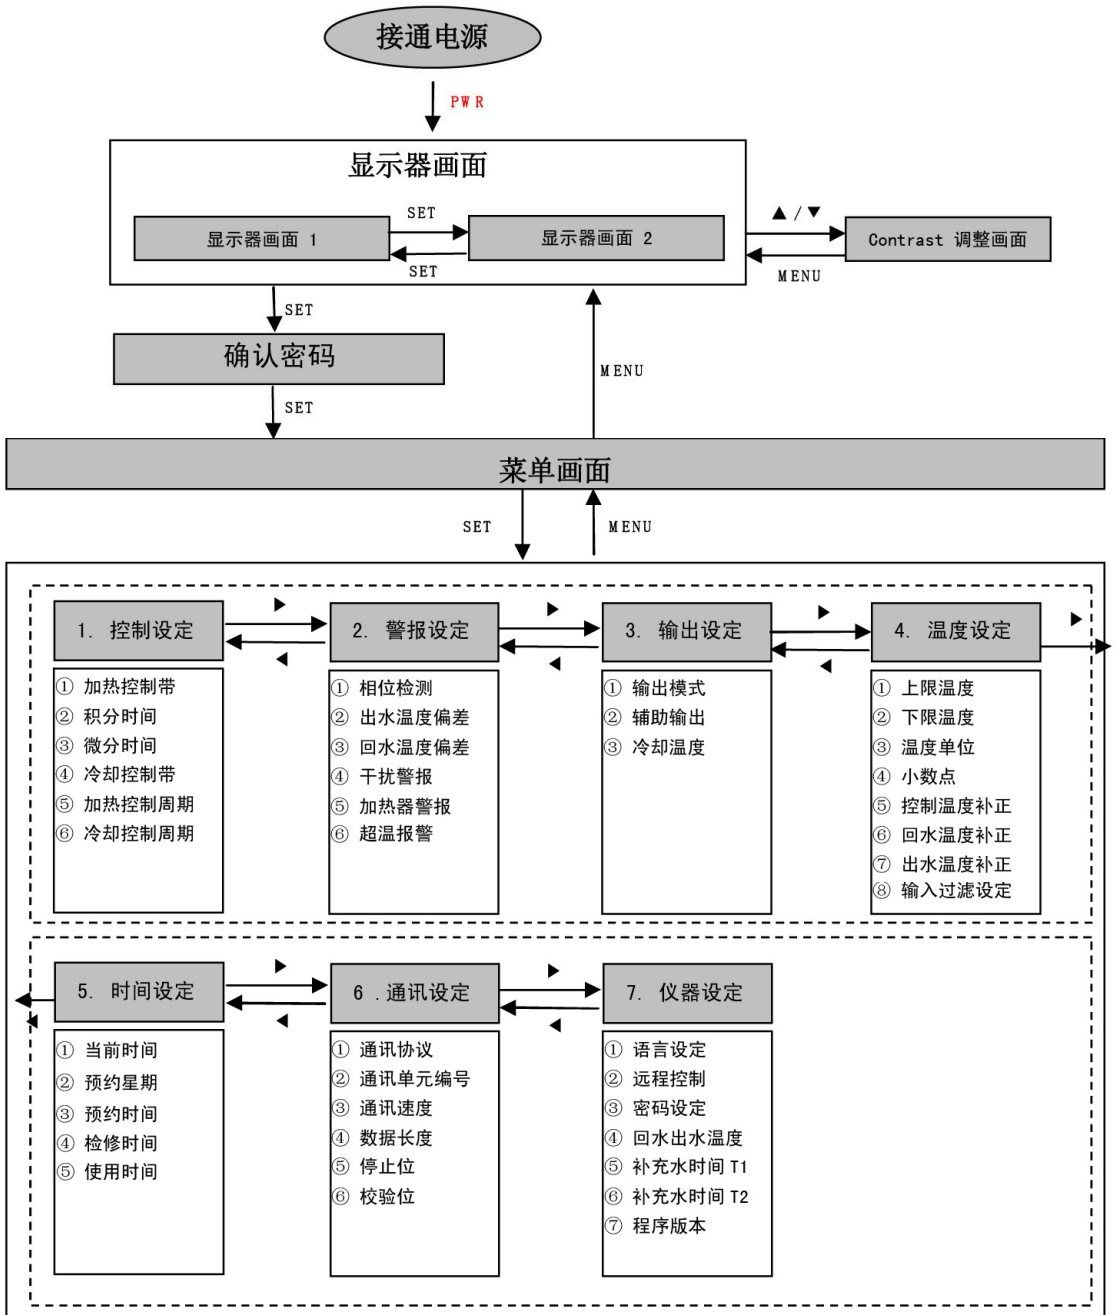 接通电源
PWR
显示器画面
显示器画面 1
SET
SET
显示器画面 2
▲ / ▼
MENU
Contrast 调整画面
SET
确认密码
SET
MENU
菜单画面
SET
MENU
1. 控制设定
① 加热控制带
② 积分时间
③ 微分时间
④ 冷却控制带
⑤ 加热控制周期
⑥ 冷却控制周期
2. 警报设定
① 相位检测
② 出水温度偏差
③ 回水温度偏差
④ 干扰警报
⑤ 加热器警报
⑥ 超温报警
3. 输出设定
① 输出模式
② 辅助输出
③ 冷却温度
4. 温度设定
① 上限温度
② 下限温度
③ 温度单位
④ 小数点
⑤ 控制温度补正
⑥ 回水温度补正
⑦ 出水温度补正
⑧ 输入过滤设定
5. 时间设定
① 当前时间
② 预约星期
③ 预约时间
④ 检修时间
⑤ 使用时间
6 .通讯设定
① 通讯协议
② 通讯单元编号
③ 通讯速度
④ 数据长度
⑤ 停止位
⑥ 校验位
7. 仪器设定
① 语言设定
② 远程控制
③ 密码设定
④ 回水出水温度
⑤ 补充水时间 T1
⑥ 补充水时间 T2
⑦ 程序版本